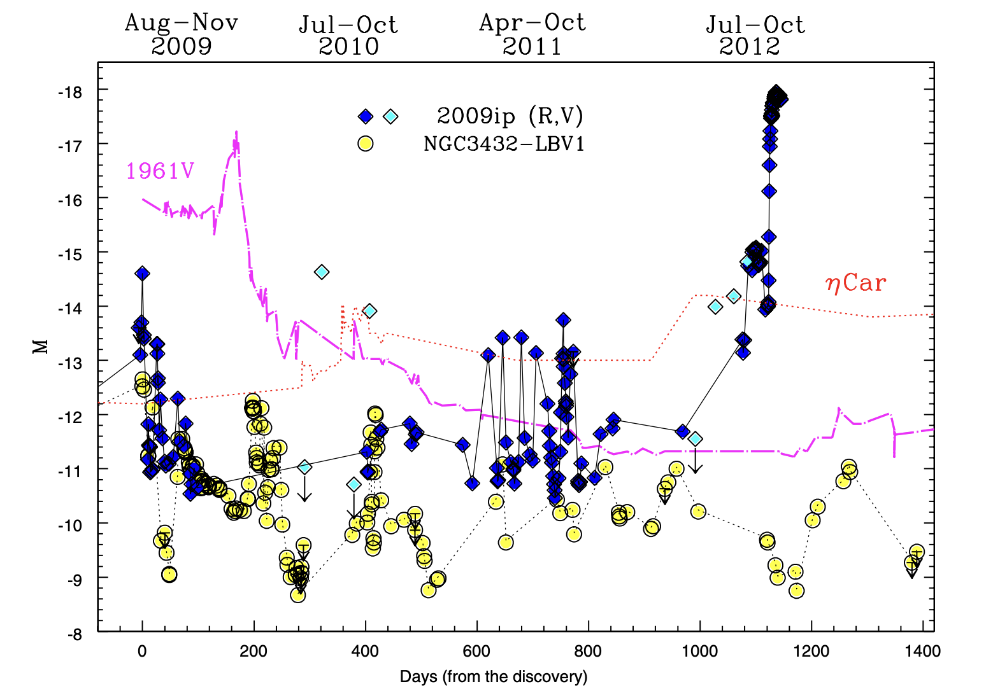 Aug-Nov 2009
Jul-Oct 2010
Apr-Oct 2011
Jul-Oct 2012
-18
-17
-16
-15
-14
-13
-12
-11
-10
-9
-8
M
2009ip (R,V)
NGC3432-LBV1
1961V
ηCar
0 200 400 600 800 1000 1200 1400
Days (from the discovery)